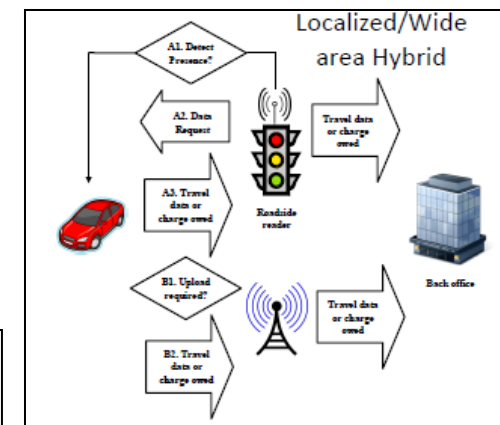 Localized/Wide
area Hybrid
A1. Detect
Presence?
A2. Data
Request
Travel data
or charge
owed
A3. Travel
data or
charge owed
Roadside
reader
Back office
B1. Upload
required?
Travel data
or charge
owed
B2. Travel
data or
charge owed